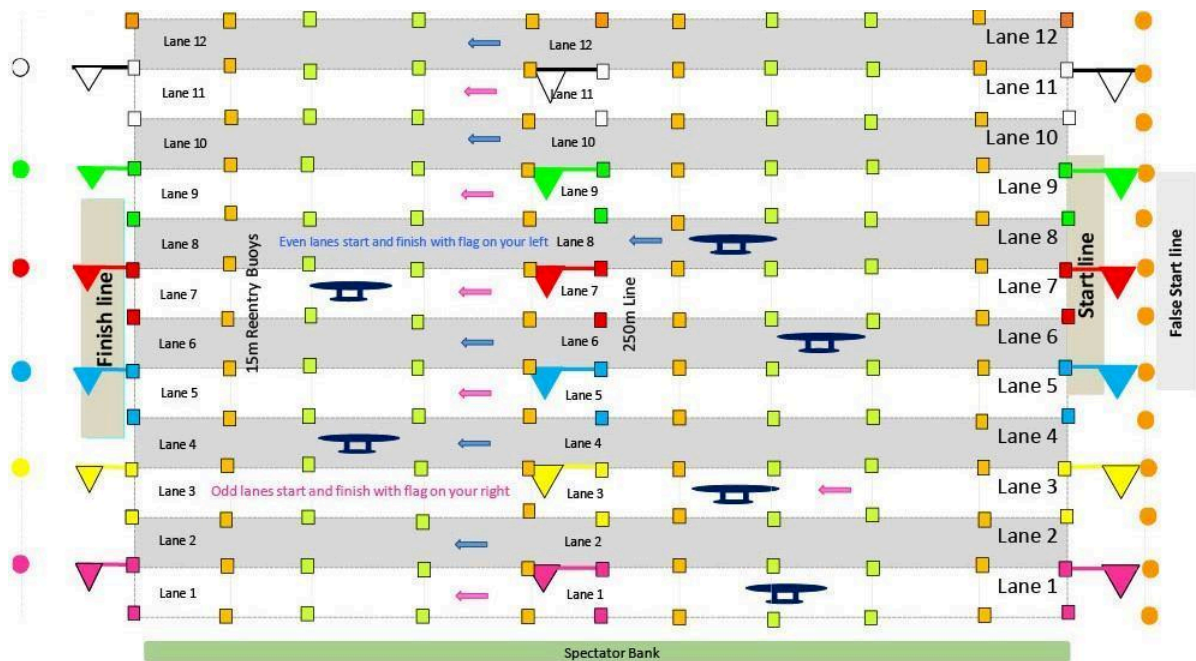 Lane 12 Lane 12 Lane 12
Lane 11 Lane 11 Lane 11
Lane 10 Lane 10 Lane 10
Lane 9 Lane 9 Lane 9
Lane 8 Even lanes start and finish with flag on your left Lane 8 Lane 8
Lane 7 Lane 7 Lane 7
Lane 6 Lane 6 Lane 6
Lane 5 Lane 5 Lane 5
Lane 4 Lane 4 Lane 4
Lane 3 Odd lanes start and finish with flag on your right Lane 3 Lane 3
Lane 2 Lane 2 Lane 2
Lane 1 Lane 1 Lane 1
Finish line
15m Reentry Buoys
250m Line
Start line
False Start line
Spectator Bank